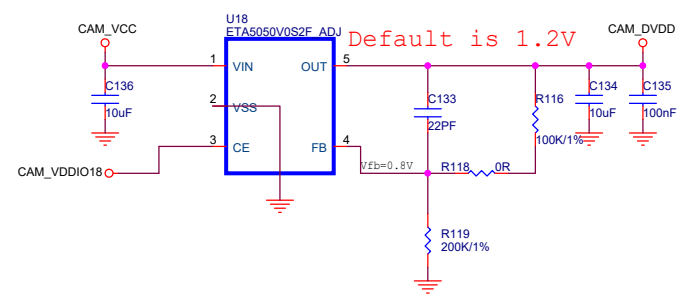 U18
ETA5050V0S2F_ADJ
Default is 1.2V
CAM_VCC
CAM_DVDD
1
VIN
OUT
5
C136
10uF
2
VSS
C133
22PF
R116
100K/1%
C134
10uF
C135
100nF
3
CE
FB
4
Vfb=0.8V
R118
0R
CAM_VDDIO18
R119
200K/1%